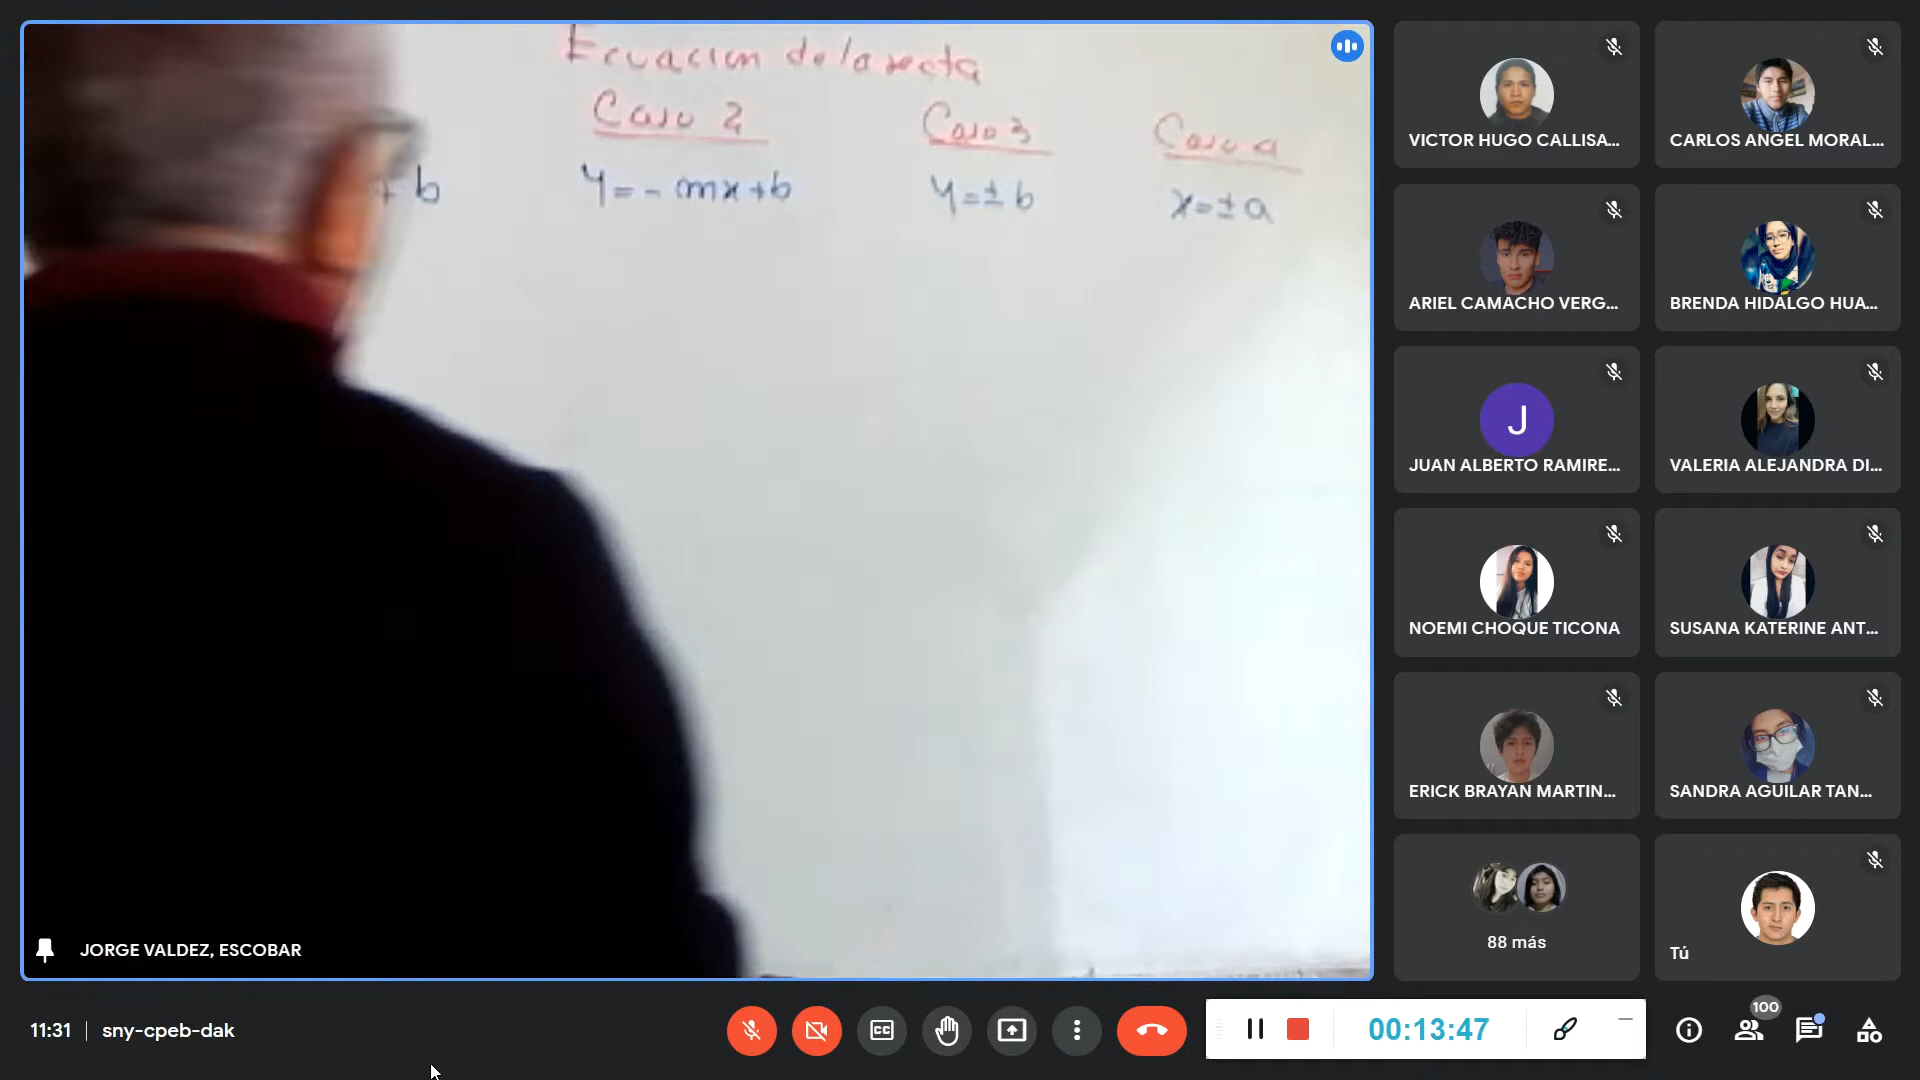 Ecuación de la recta
Caso 2
Caso 3
Caso 4
+ b
y = - mx + b
y = ± b
x = ± a
JORGE VALDEZ, ESCOBAR
VICTOR HUGO CALLISA...
CARLOS ANGEL MORAL...
ARIEL CAMACHO VERG...
BRENDA HIDALGO HUA...
JUAN ALBERTO RAMIRE...
J
VALERIA ALEJANDRA DI...
NOEMI CHOQUE TICONA
SUSANA KATERINE ANT...
ERICK BRAYAN MARTIN...
SANDRA AGUILAR TAN...
88 más
Tú
11:31 | sny-cpeb-dak
CC
00:13:47
100